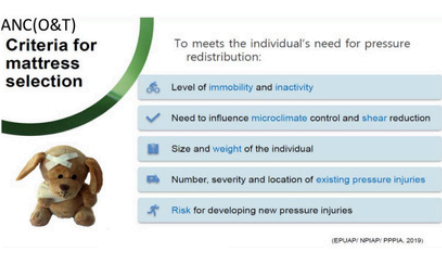 ANC(O&T)
Criteria for
mattress
selection
To meets the individual's need for pressure
redistribution:
Level of immobility and inactivity
Need to influence microclimate control and shear reduction
Size and weight of the individual
Number, severity and location of existing pressure injuries
Risk for developing new pressure injuries
(EPUAP/ NPIAP/ PPPIA, 2019)